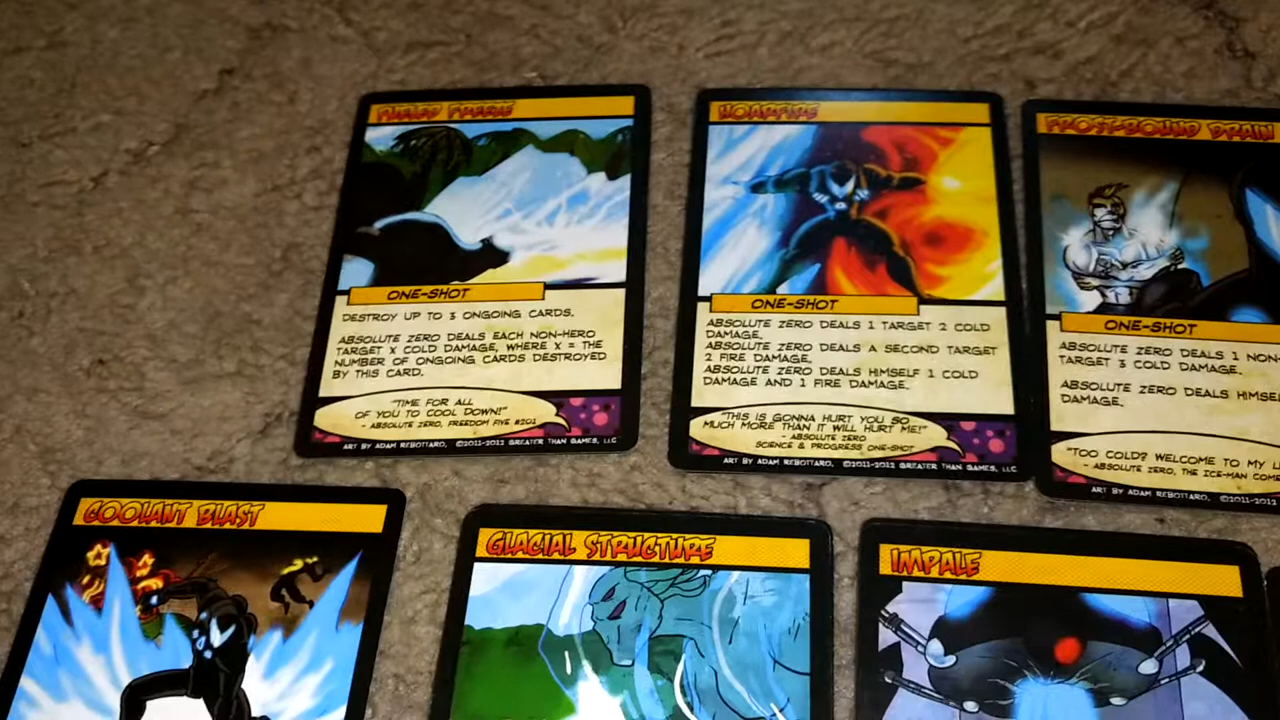 FUELED FREEZE
ONE-SHOT
DESTROY UP TO 3 ONGOING CARDS.
ABSOLUTE ZERO DEALS EACH NON-HERO
TARGET X COLD DAMAGE, WHERE X = THE
NUMBER OF ONGOING CARDS DESTROYED
BY THIS CARD.
"TIME FOR ALL
OF YOU TO COOL DOWN!"
- ABSOLUTE ZERO, FREEDOM FIVE #201
ART BY ADAM REBOTTARO, ©2011-2012 GREATER THAN GAMES, LLC
HOARFIRE
ONE-SHOT
ABSOLUTE ZERO DEALS 1 TARGET 2 COLD
DAMAGE.
ABSOLUTE ZERO DEALS A SECOND TARGET
2 FIRE DAMAGE.
ABSOLUTE ZERO DEALS HIMSELF 1 COLD
DAMAGE AND 1 FIRE DAMAGE.
"THIS IS GONNA HURT YOU SO
MUCH MORE THAN IT WILL HURT ME!"
- ABSOLUTE ZERO
SCIENCE & PROGRESS ONE-SHOT
ART BY ADAM REBOTTARO, ©2011-2012 GREATER THAN GAMES, LLC
FROST-BOUND DRAIN
ONE-SHOT
ABSOLUTE ZERO DEALS 1 NON-
TARGET 3 COLD DAMAGE.
ABSOLUTE ZERO DEALS HIMSE
DAMAGE.
"TOO COLD? WELCOME TO MY L
- ABSOLUTE ZERO, THE ICE-MAN COME
ART BY ADAM REBOTTARO, ©2011-2012
COOLANT BLAST
GLACIAL STRUCTURE
IMPALE